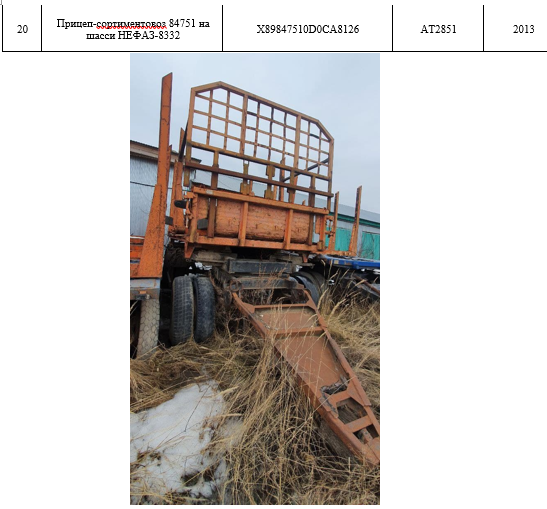 20
Прицеп-сортиментовоз 84751 на
шасси НЕФАЗ-8332
X89847510D0CA8126
АТ2851
2013